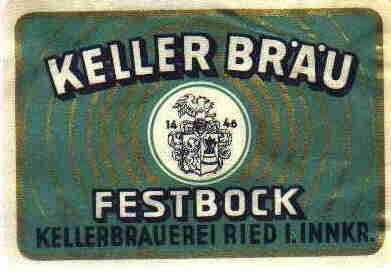 KELLER BRÄU
14 46
FESTBOCK
KELLERBRAUEREI RIED I. INNKR.